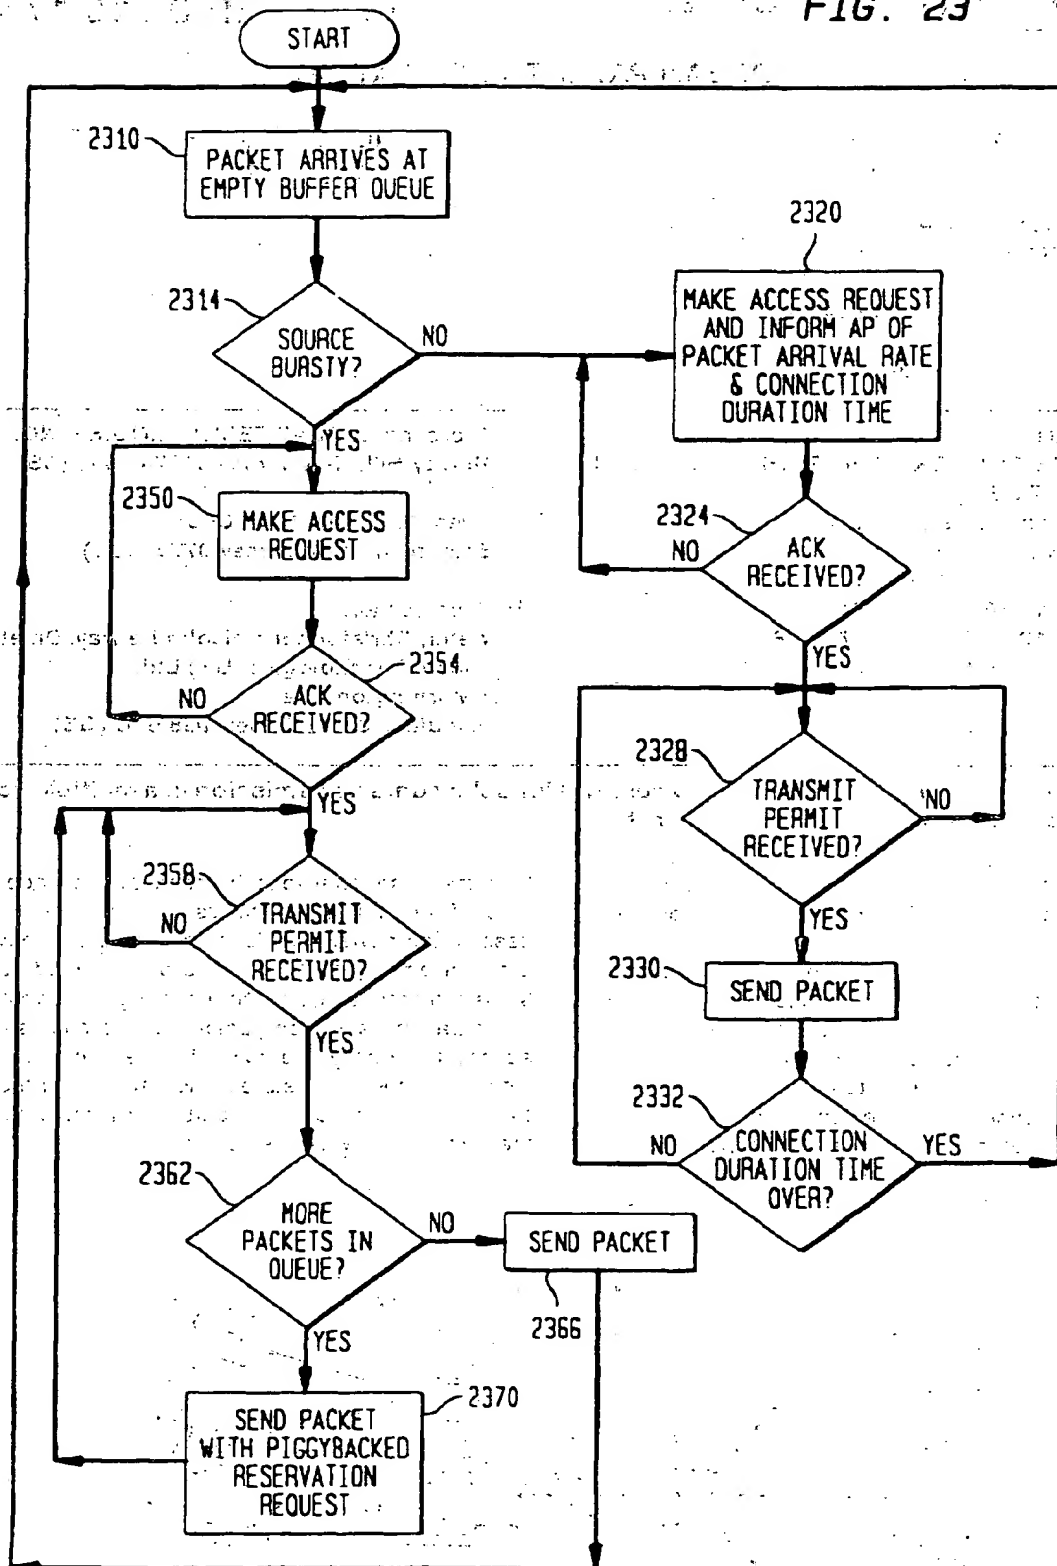 FIG. 23
START
2310
PACKET ARRIVES AT
EMPTY BUFFER QUEUE
2314
SOURCE
BURSTY?
NO
YES
2320
MAKE ACCESS REQUEST
AND INFORM AP OF
PACKET ARRIVAL RATE
& CONNECTION
DURATION TIME
2324
ACK
RECEIVED?
NO
YES
2328
TRANSMIT
PERMIT
RECEIVED?
NO
YES
2330
SEND PACKET
2332
CONNECTION
DURATION TIME
OVER?
NO
YES
2350
MAKE ACCESS
REQUEST
2354
ACK
RECEIVED?
NO
YES
2358
TRANSMIT
PERMIT
RECEIVED?
NO
YES
2362
MORE
PACKETS IN
QUEUE?
NO
SEND PACKET
2366
YES
2370
SEND PACKET
WITH PIGGYBACKED
RESERVATION
REQUEST